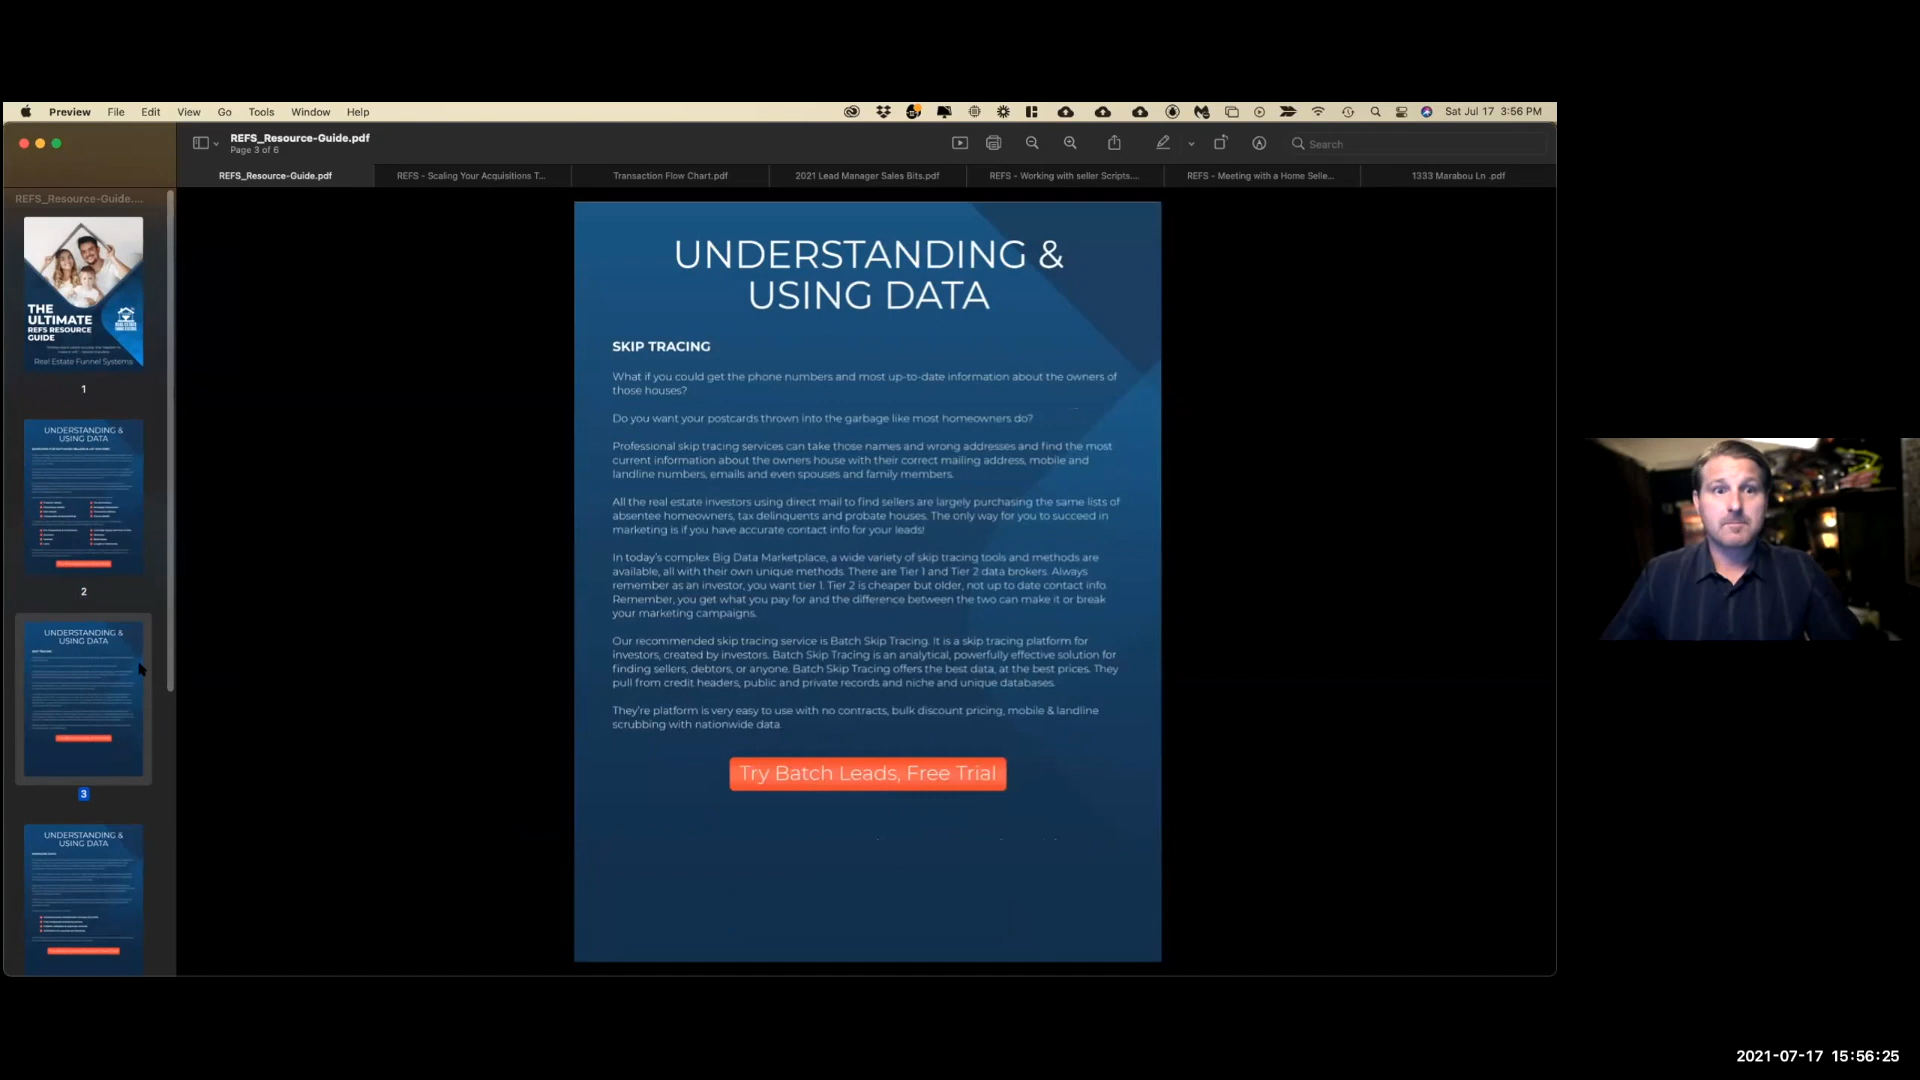 Preview File Edit View Go Tools Window Help
Sat Jul 17 3:56 PM
REFS_Resource-Guide.pdf
Page 3 of 6
Search
REFS_Resource-Guide.pdf
REFS - Scaling Your Acquisitions T...
Transaction Flow Chart.pdf
2021 Lead Manager Sales Bits.pdf
REFS - Working with seller Scripts....
REFS - Meeting with a Home Selle...
1333 Marabou Ln .pdf
REFS_Resource-Guide....
THE
ULTIMATE
REFS RESOURCE
GUIDE
Real Estate Funnel Systems
1
UNDERSTANDING &
USING DATA
2
UNDERSTANDING &
USING DATA
SKIP TRACING
3
UNDERSTANDING &
USING DATA
UNDERSTANDING &
USING DATA
SKIP TRACING
What if you could get the phone numbers and most up-to-date information about the owners of
those houses?
Do you want your postcards thrown into the garbage like most homeowners do?
Professional skip tracing services can take those names and wrong addresses and find the most
current information about the owners house with their correct mailing address, mobile and
landline numbers, emails and even spouses and family members.
All the real estate investors using direct mail to find sellers are largely purchasing the same lists of
absentee homeowners, tax delinquents and probate houses. The only way for you to succeed in
marketing is if you have accurate contact info for your leads!
In today's complex Big Data Marketplace, a wide variety of skip tracing tools and methods are
available, all with their own unique methods. There are Tier 1 and Tier 2 data brokers. Always
remember as an investor, you want tier 1. Tier 2 is cheaper but older, not up to date contact info.
Remember, you get what you pay for and the difference between the two can make it or break
your marketing campaigns.
Our recommended skip tracing service is Batch Skip Tracing. It is a skip tracing platform for
investors, created by investors. Batch Skip Tracing is an analytical, powerfully effective solution for
finding sellers, debtors, or anyone. Batch Skip Tracing offers the best data, at the best prices. They
pull from credit headers, public and private records and niche and unique databases.
They're platform is very easy to use with no contracts, bulk discount pricing, mobile & landline
scrubbing with nationwide data.
Try Batch Leads, Free Trial
2021-07-17 15:56:25